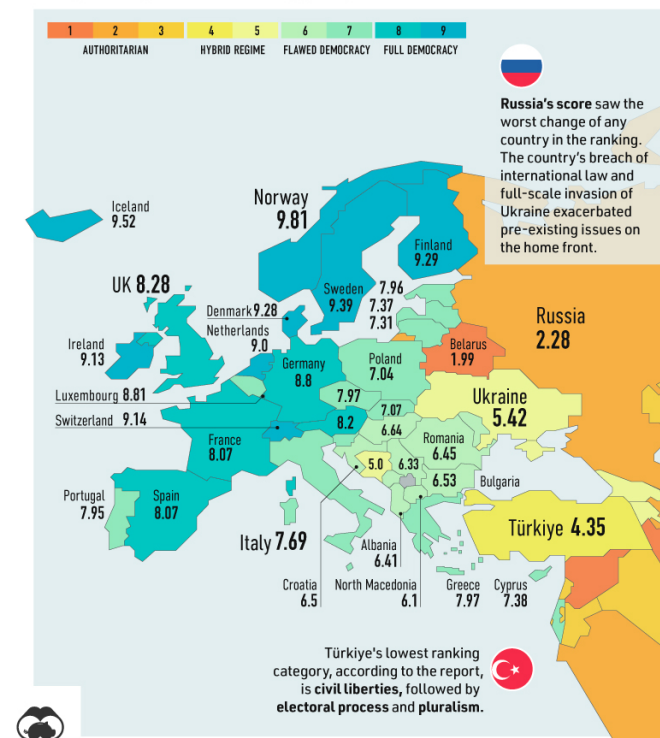 1 2 3 4 5 6 7 8 9
AUTHORITARIAN HYBRID REGIME FLAWED DEMOCRACY FULL DEMOCRACY
Russia's score saw the
worst change of any
country in the ranking.
The country's breach of
international law and
full-scale invasion of
Ukraine exacerbated
pre-existing issues on
the home front.
Iceland
9.52
Norway
9.81
Finland
9.29
Sweden
9.39
UK 8.28
7.96
7.37
7.31
Denmark 9.28
Netherlands
9.0
Ireland
9.13
Russia
2.28
Belarus
1.99
Poland
7.04
Germany
8.8
Luxembourg 8.81
Switzerland 9.14
7.97
7.07
Ukraine
5.42
8.2
6.64
France
8.07
Romania
6.45
5.0
6.33
6.53
Bulgaria
Portugal
7.95
Spain
8.07
Italy 7.69
Türkiye 4.35
Albania
6.41
Croatia
6.5
North Macedonia
6.1
Greece
7.97
Cyprus
7.38
Türkiye's lowest ranking
category, according to the report,
is civil liberties, followed by
electoral process and pluralism.